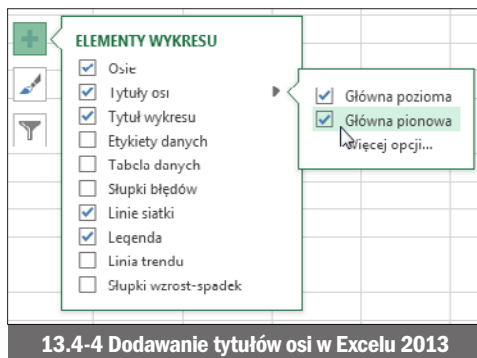 ELEMENTY WYKRESU
Osie
Tytuły osi
Tytuł wykresu
Etykiety danych
Tabela danych
Słupki błędów
Linie siatki
Legenda
Linia trendu
Słupki wzrost-spadek
Główna pozioma
Główna pionowa
Więcej opcji...
13.4-4 Dodawanie tytułów osi w Excelu 2013